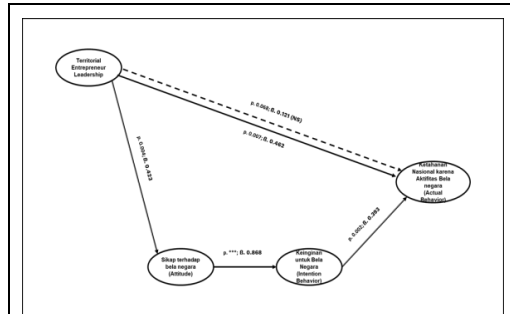 Territorial
Entrepreneur
Leadership
p. 0.068; B. 0.121 (NS)
p. 0.007; B. 0.463
p. 0.004; B. 0.433
Ketahanan
Nasional karena
Aktifitas Bela
negara
(Actual
Behavior)
p. 0.002; B. 0.393
p. ***; B. 0.868
Sikap terhadap
bela negara
(Attitude)
Keinginan
untuk Bela
Negara
(Intention
Behavior)